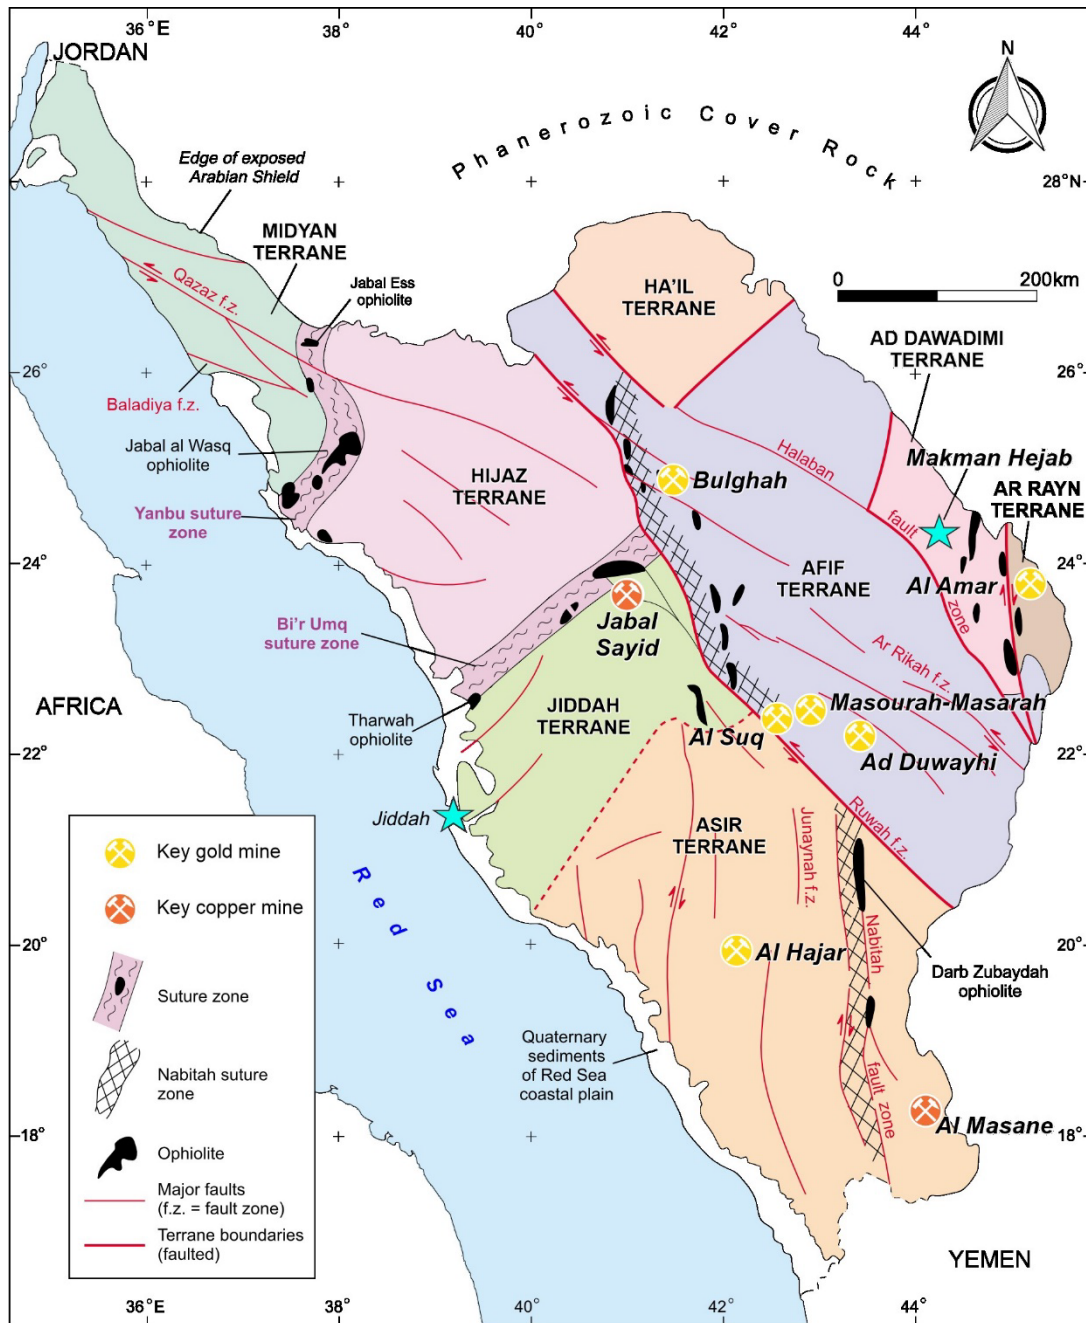 36°E
38°
40°
42°
44°
JORDAN
N
Phanerozoic Cover Rock
Edge of exposed
Arabian Shield
28°N
MIDYAN
TERRANE
Qazaz f.z.
Jabal Ess
ophiolite
HA'IL
TERRANE
0
200km
AD DAWADIMI
TERRANE
26°
26°
Baladiya f.z.
Jabal al Wasq
ophiolite
HIJAZ
TERRANE
Bulghah
Halaban
fault
zone
Makman Hejab
AR RAYN
TERRANE
Yanbu suture
zone
24°
24°
AFIF
TERRANE
Al Amar
Jabal
Sayid
Bi'r Umq
suture zone
Ar Rikah f.z.
AFRICA
Tharwah
ophiolite
JIDDAH
TERRANE
Masourah-Masarah
Al Suq
Ad Duwayhi
22°
22°
Jiddah
ASIR
TERRANE
Junaynah f.z.
Ruwah f.z.
Red Sea
Nabitah
fault zone
20°
20°
Al Hajar
Darb Zubaydah
ophiolite
Quaternary
sediments
of Red Sea
coastal plain
18°
18°
Al Masane
YEMEN
Key gold mine
Key copper mine
Suture zone
Nabitah suture
zone
Ophiolite
Major faults
(f.z. = fault zone)
Terrane boundaries
(faulted)
36°E
38°
40°
42°
44°